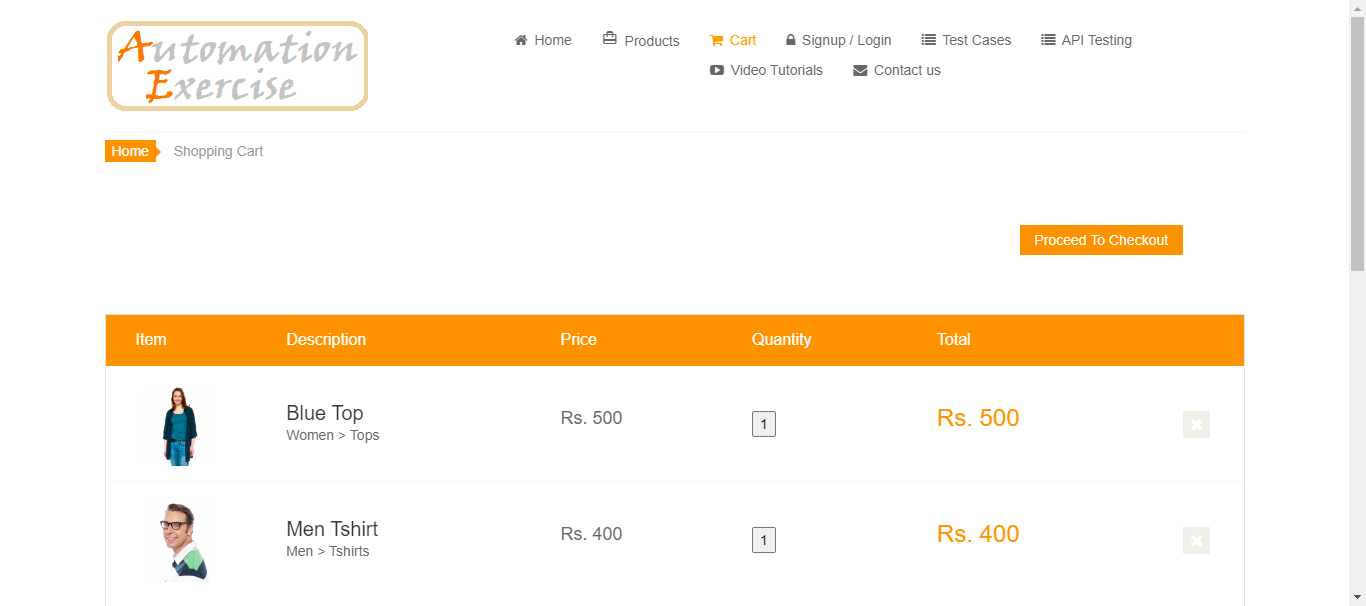 Automation
Exercise
Home Products Cart Signup / Login Test Cases API Testing
Video Tutorials Contact us
Home Shopping Cart
Proceed To Checkout
Item Description Price Quantity Total
Blue Top
Women > Tops
Rs. 500
1
Rs. 500
Men Tshirt
Men > Tshirts
Rs. 400
1
Rs. 400